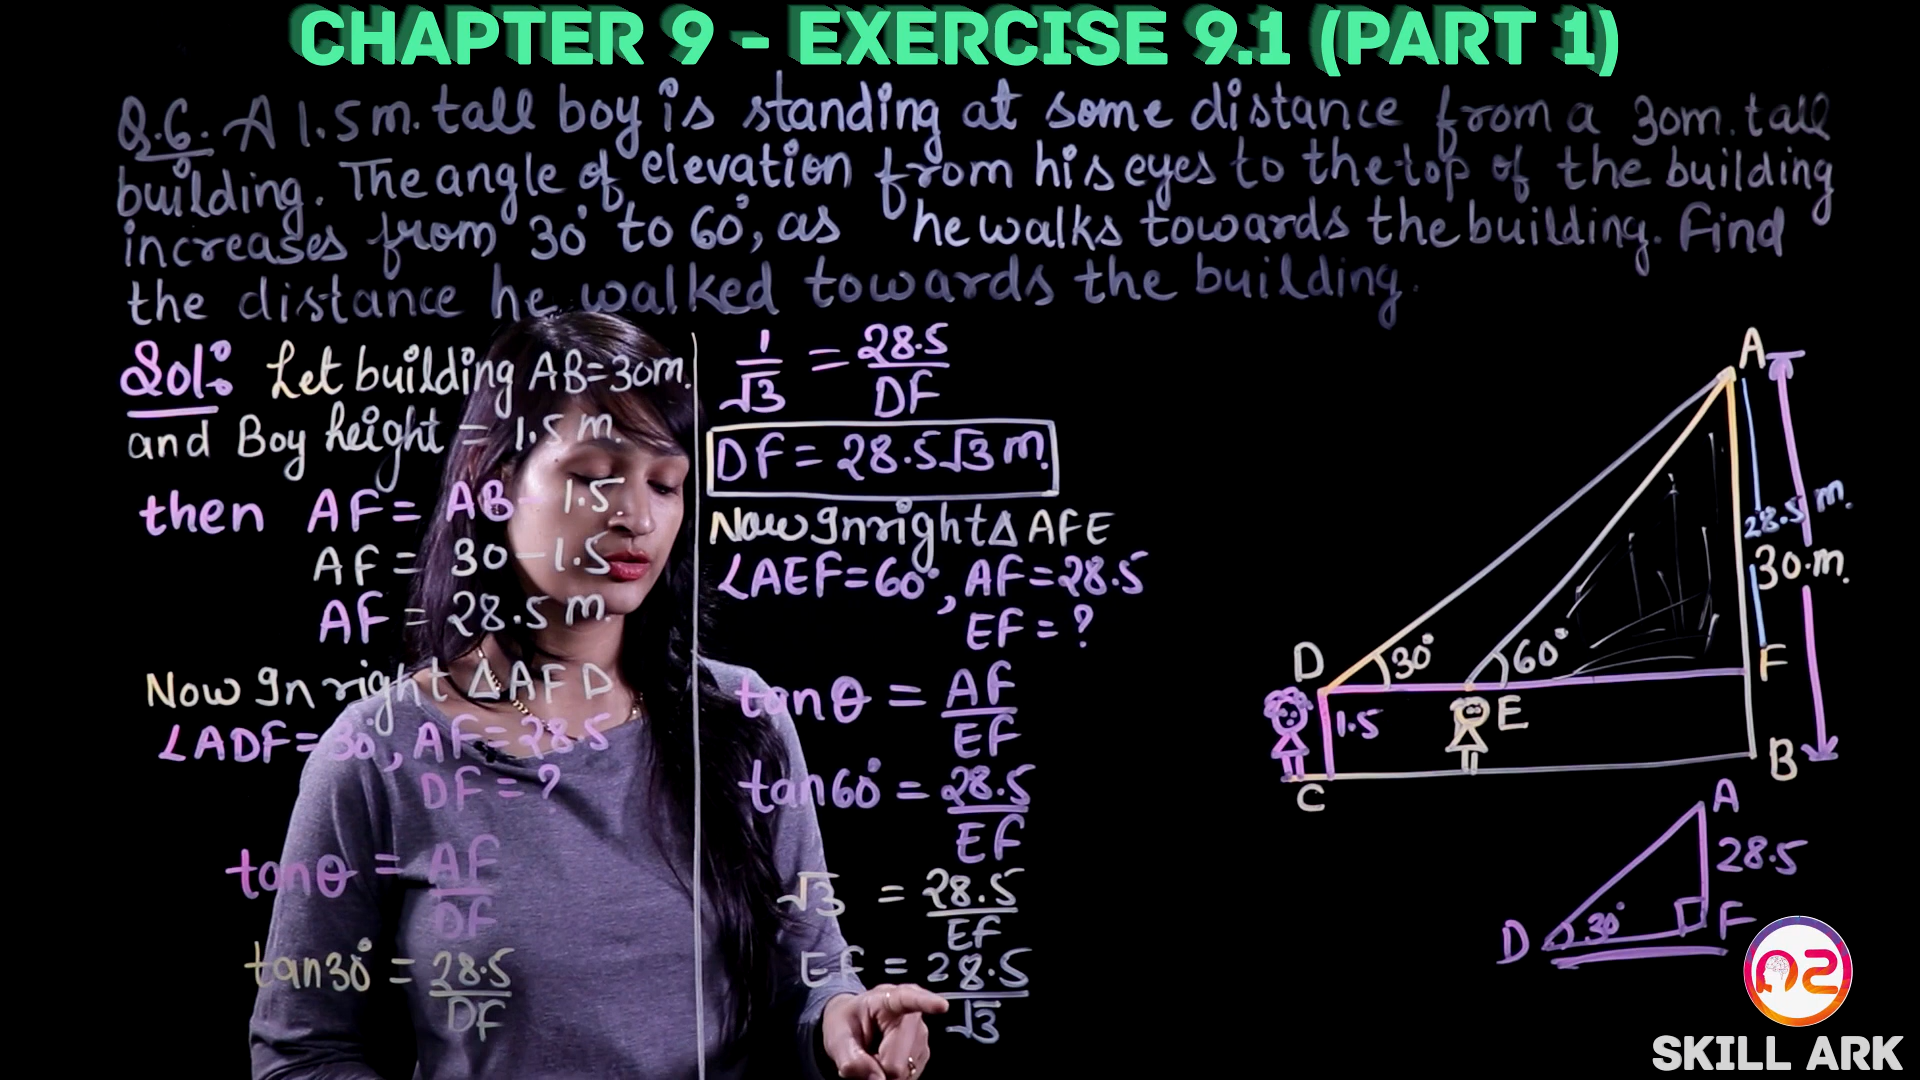 CHAPTER 9 - EXERCISE 9.1 (PART 1)
Q.6. A 1.5m. tall boy is standing at some distance from a 30m. tall
building. The angle of elevation from his eyes to the top of the building
increases from 30° to 60°, as he walks towards the building. Find
the distance he walked towards the building.
Sol: Let building AB=30m.
and Boy height = 1.5 m.
then AF = AB - 1.5
AF = 30 - 1.5
AF = 28.5 m.
Now In right △ AFD
∠ADF=30°, AF=28.5
DF = ?
tanθ = AF/DF
tan30° = 28.5/DF
1/√3 = 28.5/DF
DF = 28.5√3 m.
Now In right △ AFE
∠AEF=60°, AF=28.5
EF = ?
tanθ = AF/EF
tan60° = 28.5/EF
√3 = 28.5/EF
EF = 28.5/√3
A
28.5 m.
30.m.
D 30° 60° F
1.5 E
B
C
A
28.5
D 30° F
SKILL ARK